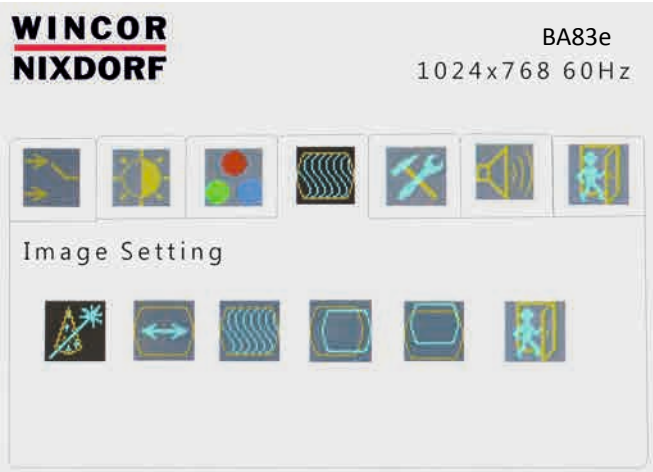 WINCOR
NIXDORF
BA83e
1024x768 60Hz
Image Setting